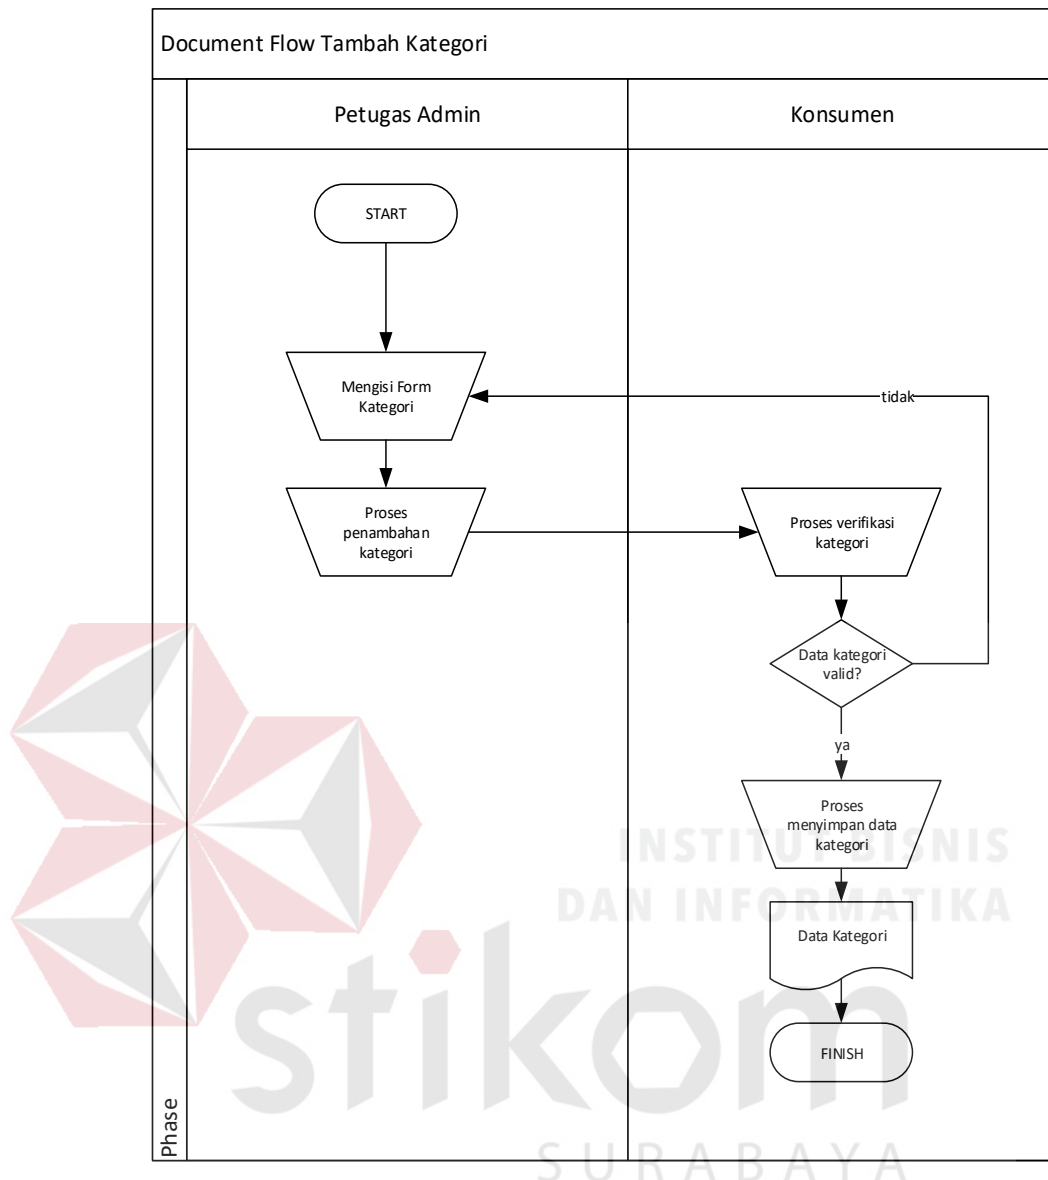 Document Flow Tambah Kategori
Petugas Admin
Konsumen
START
Mengisi Form
Kategori
tidak
Proses
penambahan
kategori
Proses verifikasi
kategori
Data kategori
valid?
ya
Proses
menyimpan data
kategori
Data Kategori
FINISH
Phase
INSTITUT BISNIS
DAN INFORMATIKA
stikom
SURABAYA